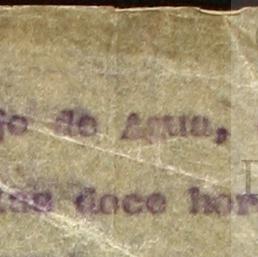 jo de Agua,
las doce hor